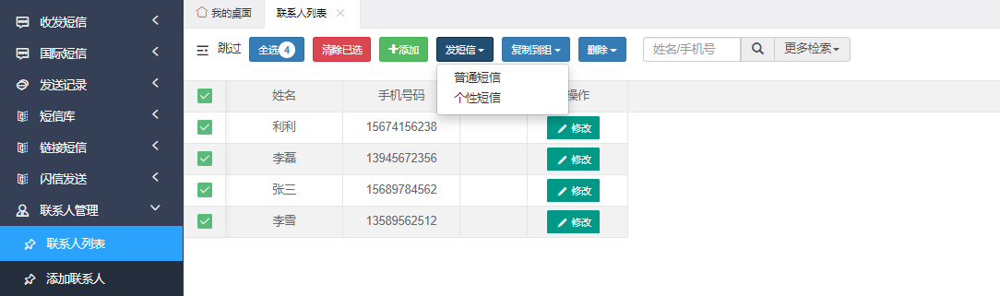 收发短信
国际短信
发送记录
短信库
链接短信
闪信发送
联系人管理
联系人列表
添加联系人
我的桌面 联系人列表
跳过 全选 4 清除已选 添加 发短信 复制到组 删除 姓名/手机号 更多检索
普通短信
个性短信
姓名 手机号码 操作
利利 15674156238 修改
李磊 13945672356 修改
张三 15689784562 修改
李雪 13589562512 修改